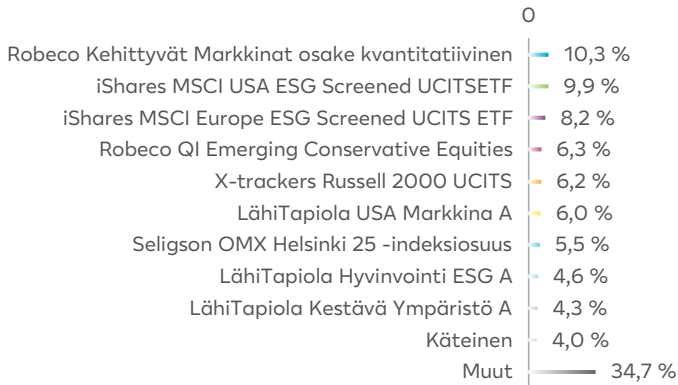 0
Robeco Kehittyvät Markkinat osake kvantitatiivinen 10,3 %
iShares MSCI USA ESG Screened UCITSETF 9,9 %
iShares MSCI Europe ESG Screened UCITS ETF 8,2 %
Robeco QI Emerging Conservative Equities 6,3 %
X-trackers Russell 2000 UCITS 6,2 %
LähiTapiola USA Markkina A 6,0 %
Seligson OMX Helsinki 25 -indeksiosuus 5,5 %
LähiTapiola Hyvinvointi ESG A 4,6 %
LähiTapiola Kestävä Ympäristö A 4,3 %
Käteinen 4,0 %
Muut 34,7 %